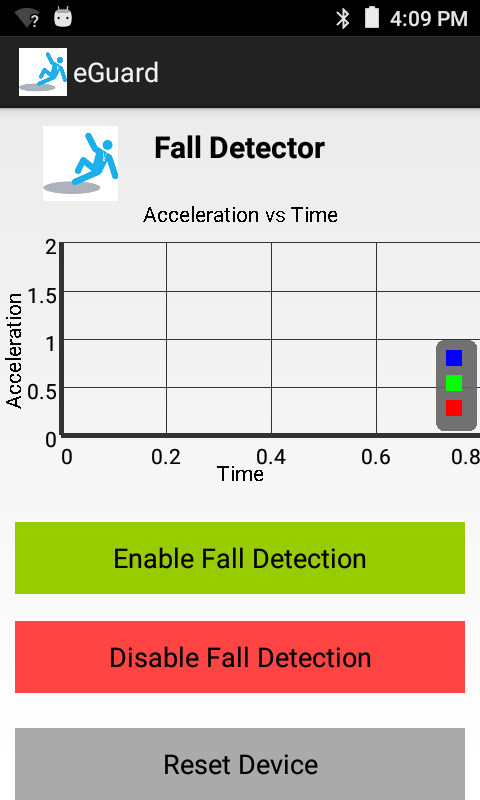 ?
4:09 PM
eGuard
Fall Detector
Acceleration vs Time
2
1.5
1
0.5
0
Acceleration
0 0.2 0.4 0.6 0.8
Time
Enable Fall Detection
Disable Fall Detection
Reset Device